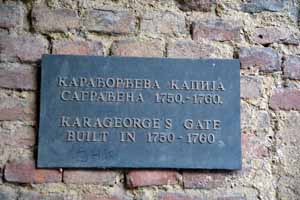 КАРАЂОРЂЕВА КАПИЈА
САГРАЂЕНА 1750.-1760.
KARAGEORGE'S GATE
BUILT IN 1750 - 1760